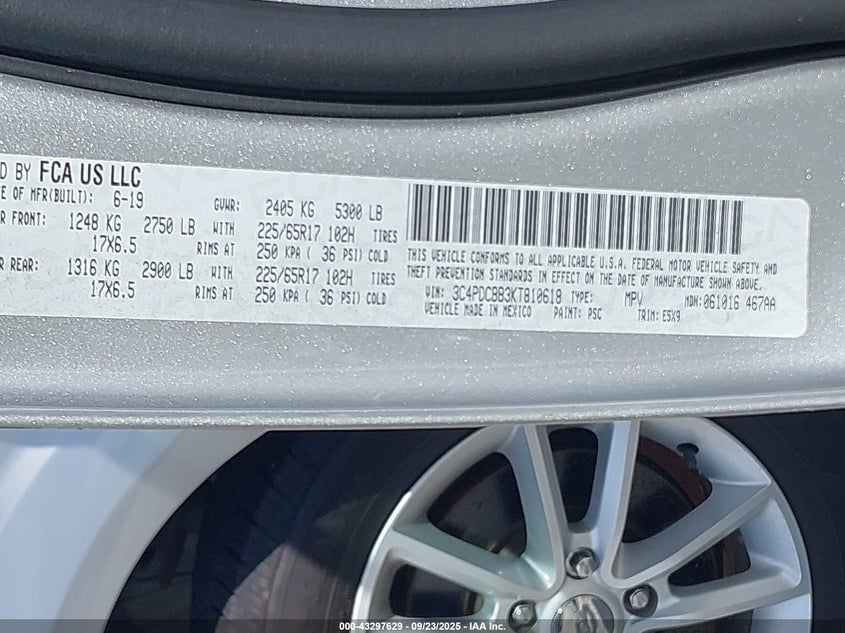 D BY FCA US LLC
TE OF MFR(BUILT): 6-19 GVWR: 2405 KG 5300 LB
R FRONT: 1248 KG 2750 LB WITH 225/65R17 102H TIRES
17X6.5 RIMS AT 250 KPA ( 36 PSI) COLD
R REAR: 1316 KG 2900 LB WITH 225/65R17 102H TIRES
17X6.5 RIMS AT 250 KPA ( 36 PSI) COLD
THIS VEHICLE CONFORMS TO ALL APPLICABLE U.S.A. FEDERAL MOTOR VEHICLE SAFETY AND
THEFT PREVENTION STANDARDS IN EFFECT ON THE DATE OF MANUFACTURE SHOWN ABOVE.
VIN: 3C4PDCBB3KT810618 TYPE: MPV MDH:061016 467AA
VEHICLE MADE IN MEXICO PAINT: PSC TRIM: E5X9
000-43297629 - 09/23/2025 - IAA Inc.